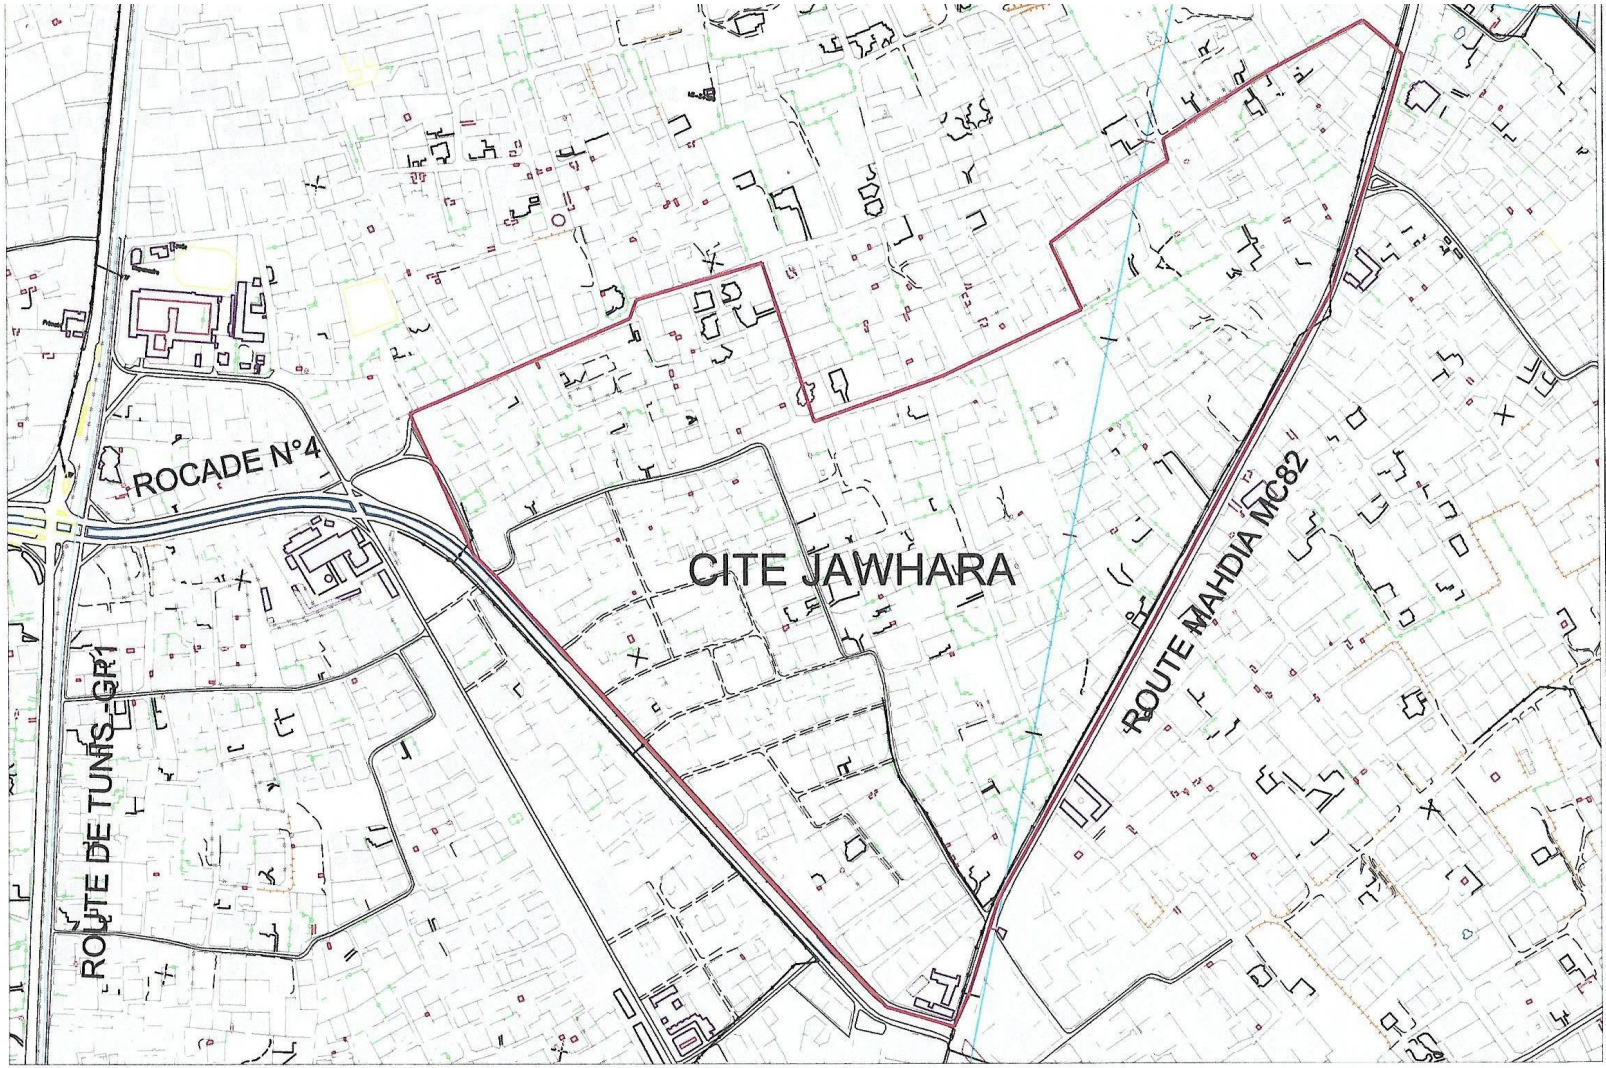 ROCADE N°4
CITE JAWHARA
ROUTE MAHDIA MC82
ROUTE DE TUNIS-GP1